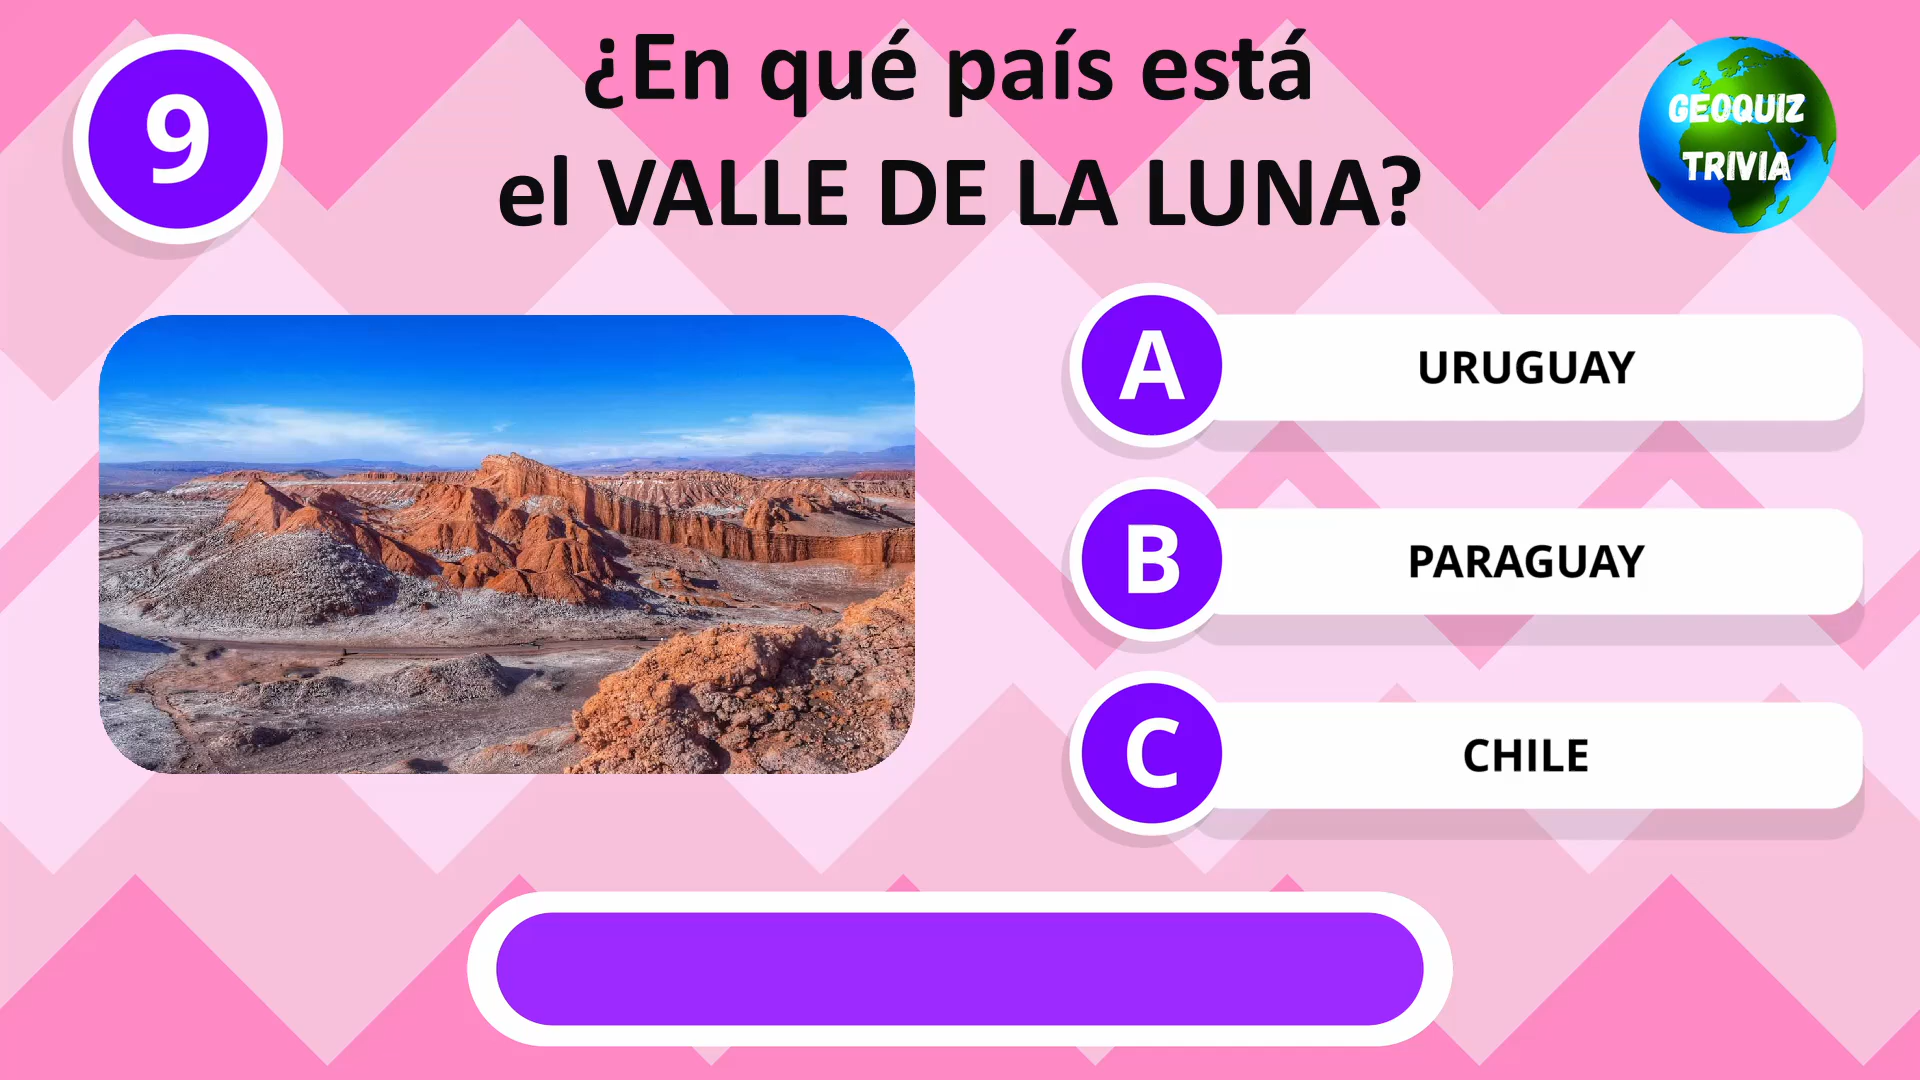 9
¿En qué país está
el VALLE DE LA LUNA?
GEOQUIZ
TRIVIA
A
URUGUAY
B
PARAGUAY
C
CHILE